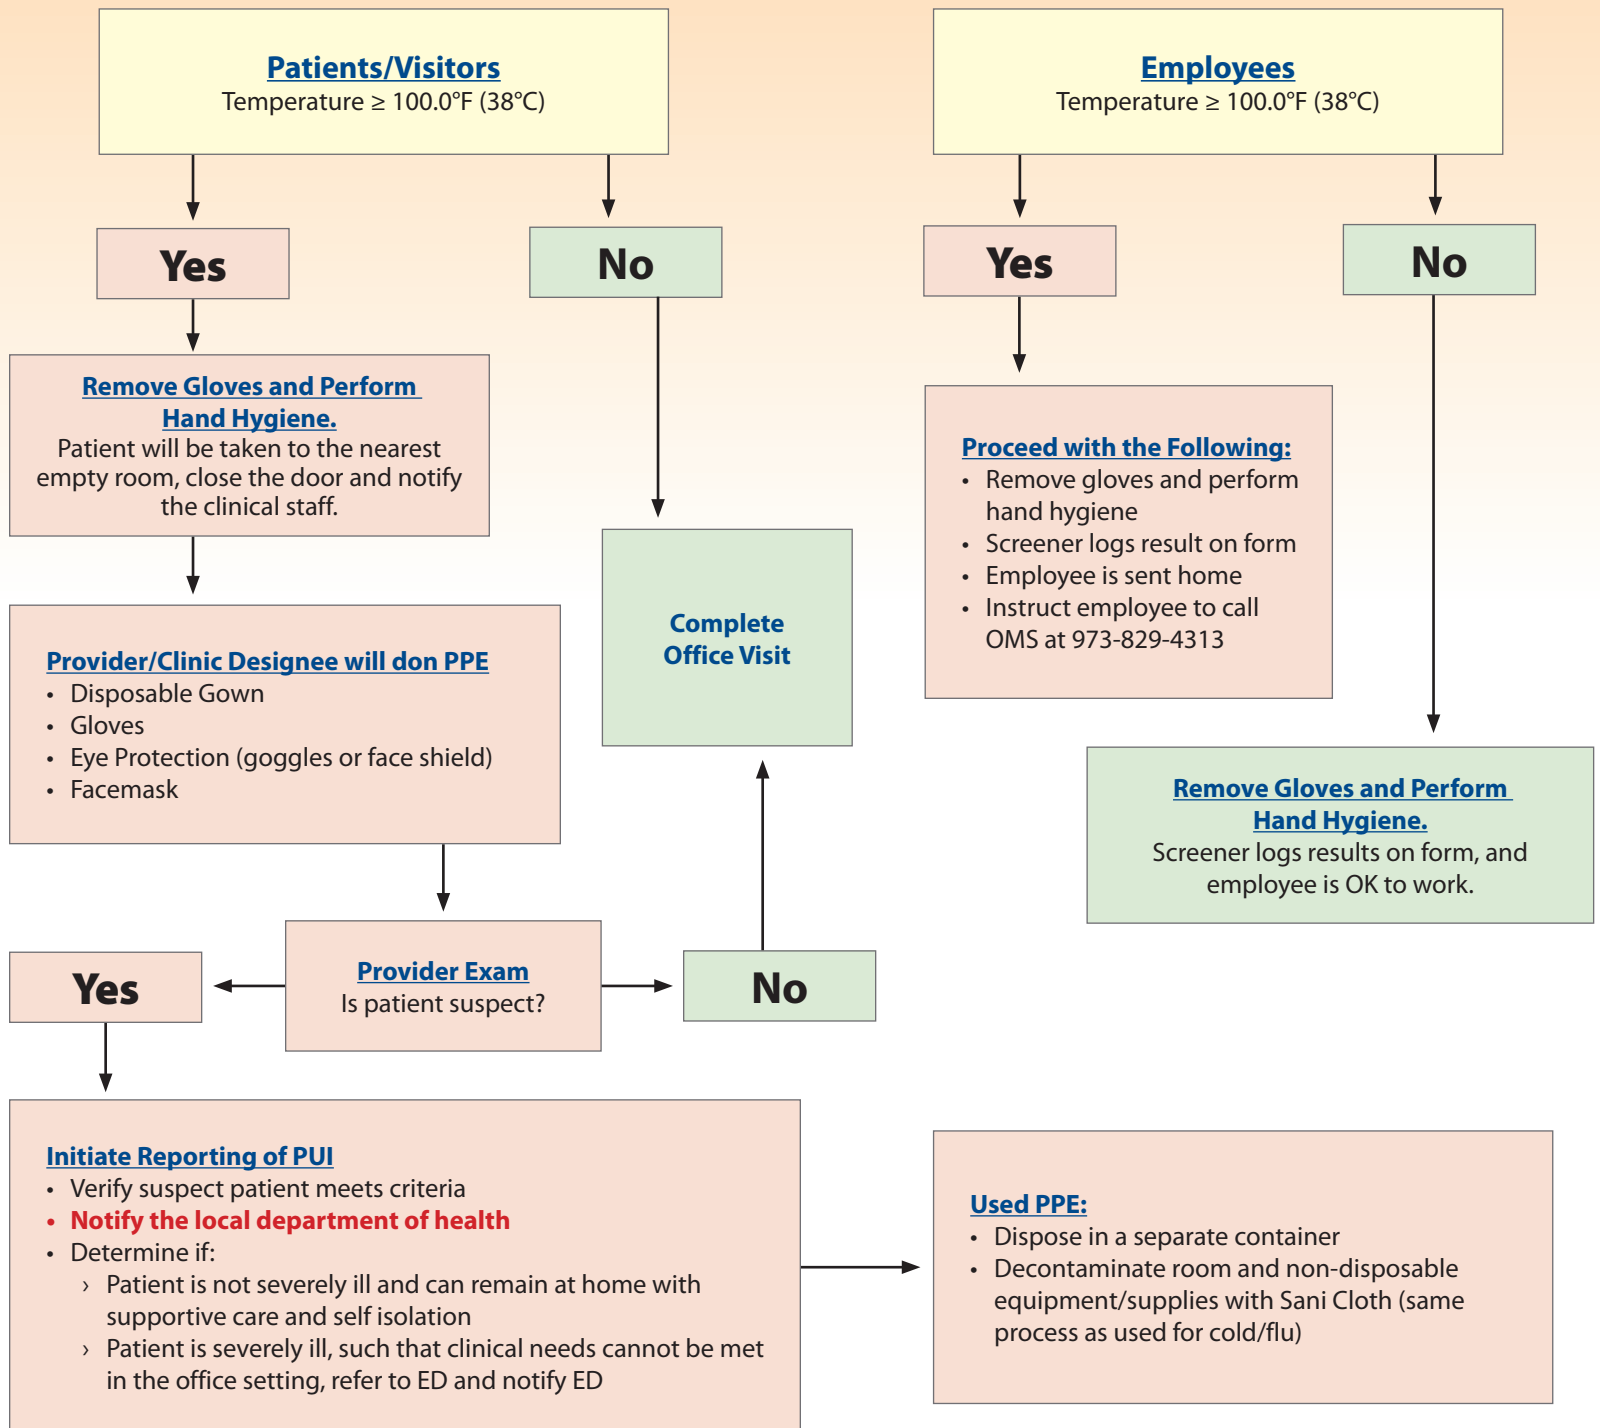 Patients/Visitors
Temperature ≥ 100.0°F (38°C)
Yes
No
Remove Gloves and Perform
Hand Hygiene.
Patient will be taken to the nearest
empty room, close the door and notify
the clinical staff.
Provider/Clinic Designee will don PPE
• Disposable Gown
• Gloves
• Eye Protection (goggles or face shield)
• Facemask
Complete
Office Visit
Provider Exam
Is patient suspect?
Yes
No
Initiate Reporting of PUI
• Verify suspect patient meets criteria
• Notify the local department of health
• Determine if:
› Patient is not severely ill and can remain at home with
supportive care and self isolation
› Patient is severely ill, such that clinical needs cannot be met
in the office setting, refer to ED and notify ED
Used PPE:
• Dispose in a separate container
• Decontaminate room and non-disposable
equipment/supplies with Sani Cloth (same
process as used for cold/flu)
Employees
Temperature ≥ 100.0°F (38°C)
Yes
No
Proceed with the Following:
• Remove gloves and perform
hand hygiene
• Screener logs result on form
• Employee is sent home
• Instruct employee to call
OMS at 973-829-4313
Remove Gloves and Perform
Hand Hygiene.
Screener logs results on form, and
employee is OK to work.